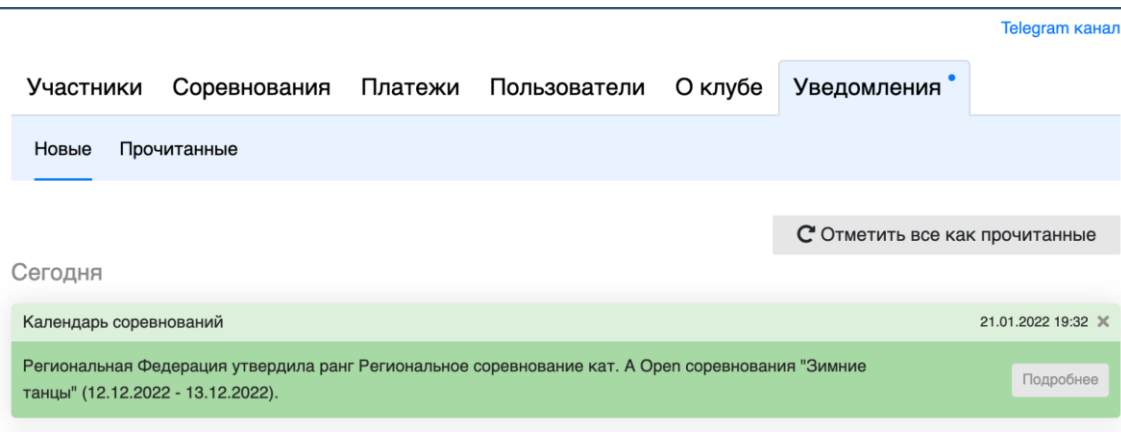 Telegram канал
Участники Соревнования Платежи Пользователи О клубе Уведомления
Новые Прочитанные
Отметить все как прочитанные
Сегодня
Календарь соревнований 21.01.2022 19:32
Региональная Федерация утвердила ранг Региональное соревнование кат. А Open соревнования "Зимние
танцы" (12.12.2022 - 13.12.2022).
Подробнее